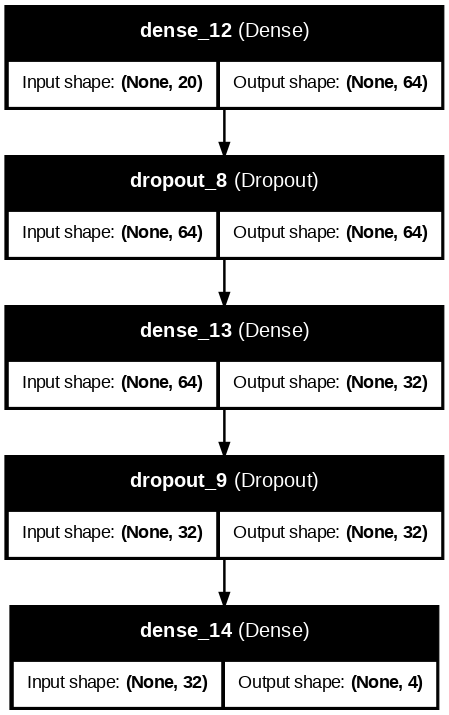 dense_12 (Dense)
Input shape: (None, 20) Output shape: (None, 64)
dropout_8 (Dropout)
Input shape: (None, 64) Output shape: (None, 64)
dense_13 (Dense)
Input shape: (None, 64) Output shape: (None, 32)
dropout_9 (Dropout)
Input shape: (None, 32) Output shape: (None, 32)
dense_14 (Dense)
Input shape: (None, 32) Output shape: (None, 4)